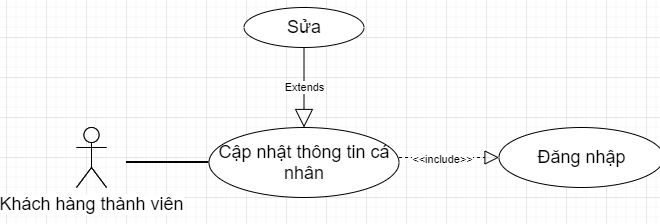 Sửa
Extends
Cập nhật thông tin cá
nhân
<<include>>
Đăng nhập
Khách hàng thành viên